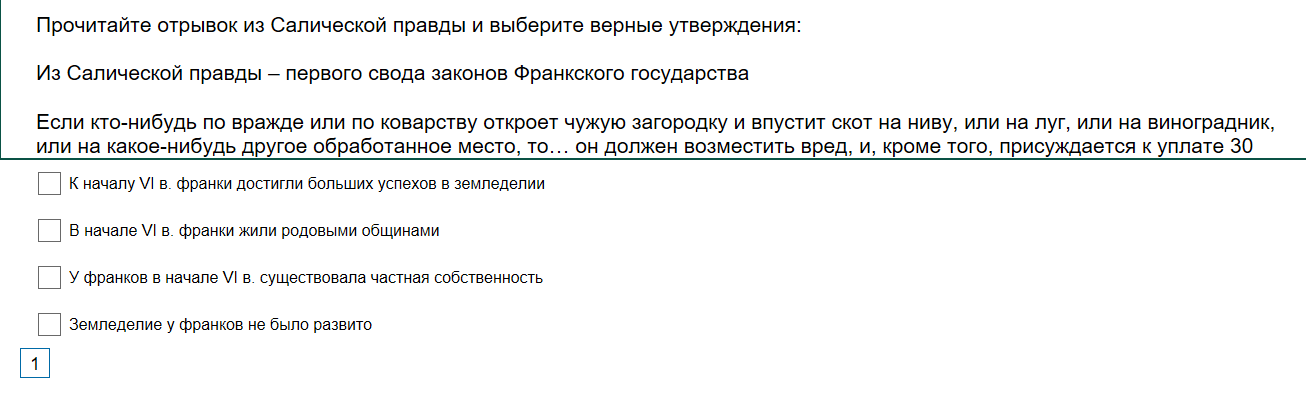 Прочитайте отрывок из Салической правды и выберите верные утверждения:
Из Салической правды – первого свода законов Франкского государства
Если кто-нибудь по вражде или по коварству откроет чужую загородку и впустит скот на ниву, или на луг, или на виноградник,
или на какое-нибудь другое обработанное место, то… он должен возместить вред, и, кроме того, присуждается к уплате 30
К началу VI в. франки достигли больших успехов в земледелии
В начале VI в. франки жили родовыми общинами
У франков в начале VI в. существовала частная собственность
Земледелие у франков не было развито
1